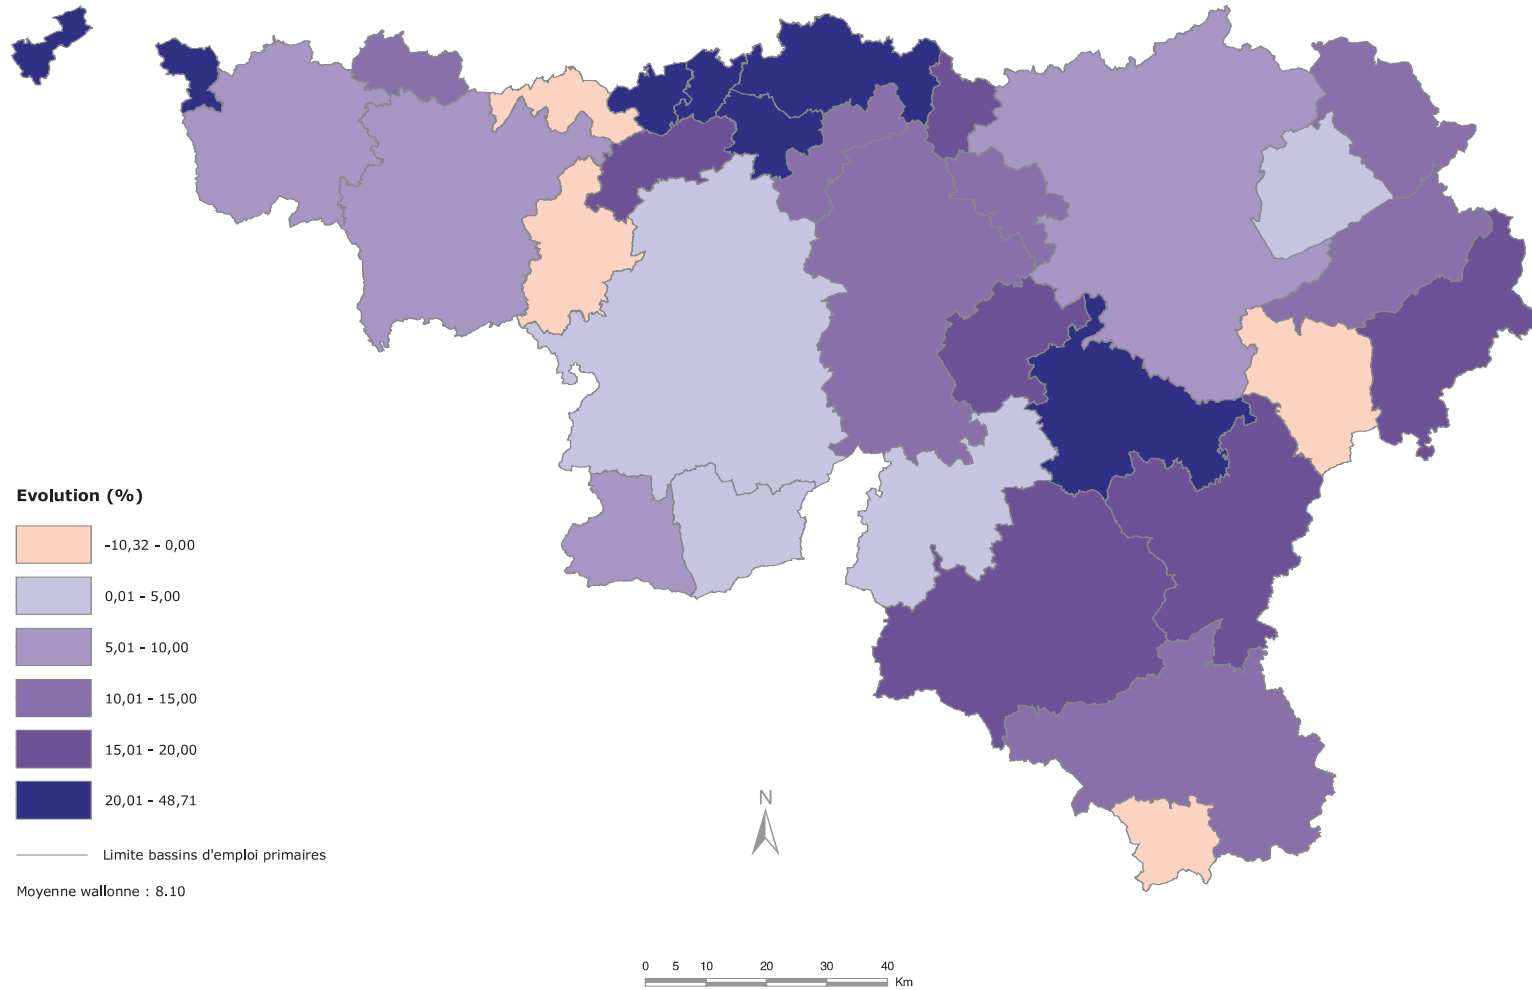 Evolution (%)
-10,32 - 0,00
0,01 - 5,00
5,01 - 10,00
10,01 - 15,00
15,01 - 20,00
20,01 - 48,71
Limite bassins d'emploi primaires
Moyenne wallonne : 8.10
N
0 5 10 20 30 40
Km